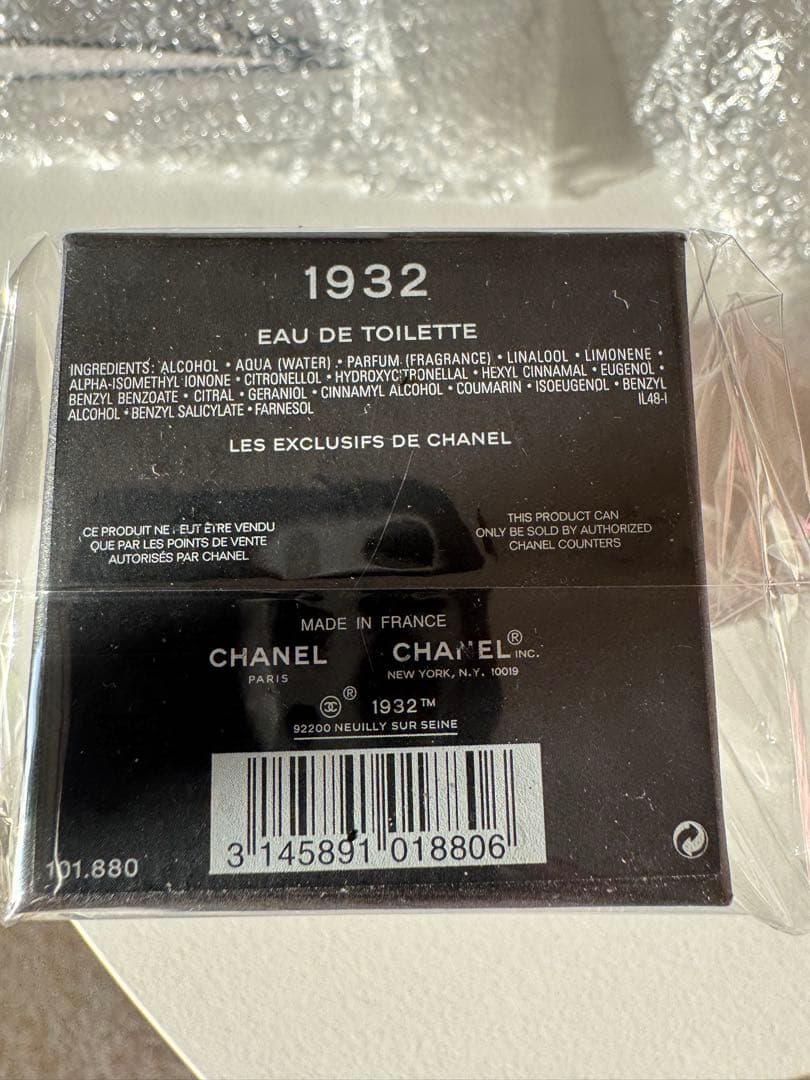 1932
EAU DE TOILETTE
INGREDIENTS: ALCOHOL • AQUA (WATER) • PARFUM (FRAGRANCE) • LINALOOL • LIMONENE •
ALPHA-ISOMETHYL IONONE • CITRONELLOL • HYDROXYCITRONELLAL • HEXYL CINNAMAL • EUGENOL •
BENZYL BENZOATE • CITRAL • GERANIOL • CINNAMYL ALCOHOL • COUMARIN • ISOEUGENOL • BENZYL
ALCOHOL • BENZYL SALICYLATE • FARNESOL IL48-I
LES EXCLUSIFS DE CHANEL
CE PRODUIT NE PEUT ÊTRE VENDU
QUE PAR LES POINTS DE VENTE
AUTORISÉS PAR CHANEL
THIS PRODUCT CAN
ONLY BE SOLD BY AUTHORIZED
CHANEL COUNTERS
MADE IN FRANCE
CHANEL
PARIS
CHANEL® INC.
NEW YORK, N.Y. 10019
® 1932™
92200 NEUILLY SUR SEINE
3 145891 018806
101.880